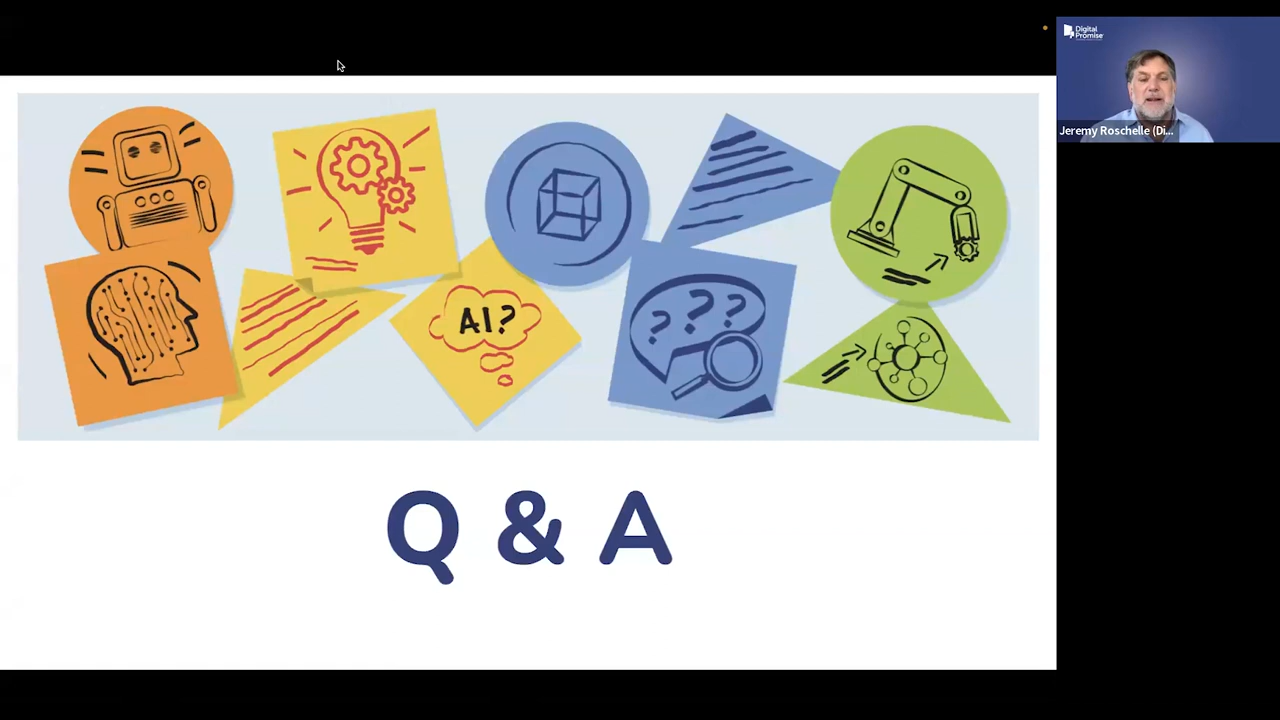 Digital
Promise
Jeremy Roschelle (Di...
AI?
? ? ?
Q & A